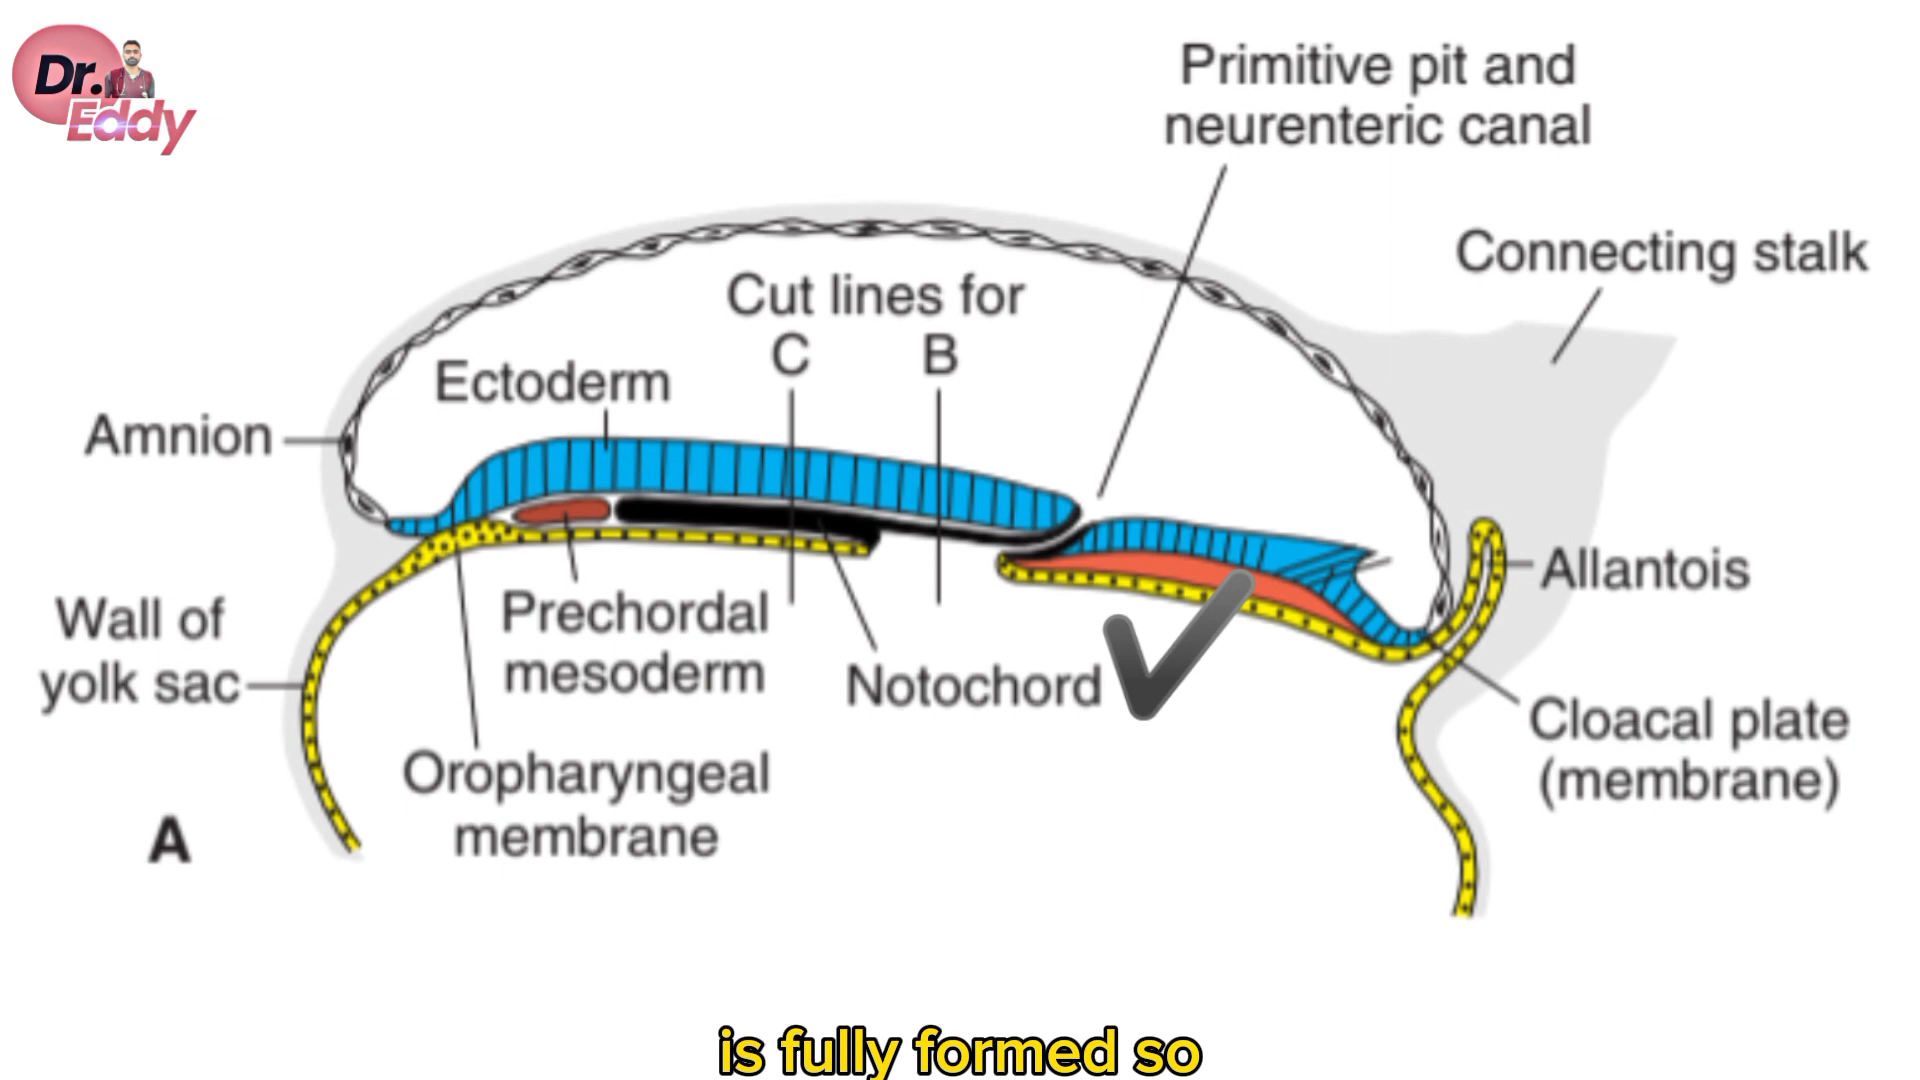 Dr.
Eddy
Primitive pit and
neurenteric canal
Connecting stalk
Cut lines for
C B
Ectoderm
Amnion
Allantois
Wall of
yolk sac
Prechordal
mesoderm
Notochord
Cloacal plate
(membrane)
Oropharyngeal
membrane
A
is fully formed so